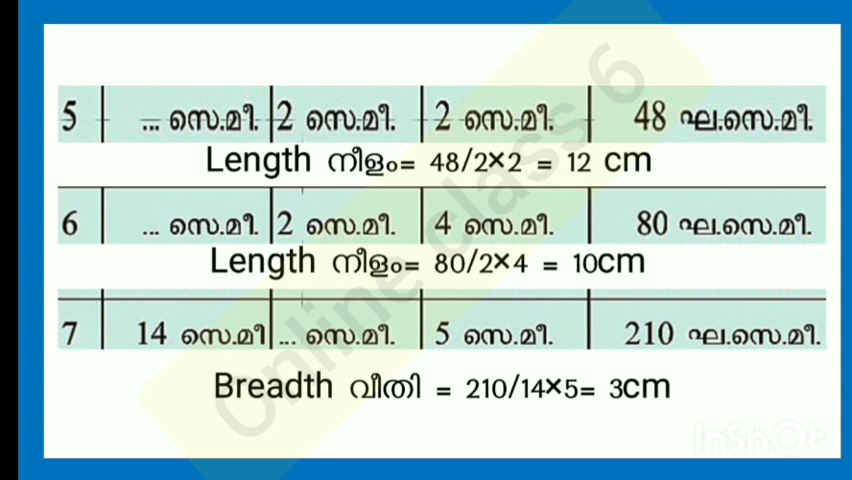 5 ... സെ.മീ. 2 സെ.മീ. 2 സെ.മീ. 48 ഘ.സെ.മീ.
Length നീളം= 48/2×2 = 12 cm
6 ... സെ.മീ. 2 സെ.മീ. 4 സെ.മീ. 80 ഘ.സെ.മീ.
Length നീളം= 80/2×4 = 10cm
7 14 സെ.മീ ... സെ.മീ. 5 സെ.മീ. 210 ഘ.സെ.മീ.
Breadth വീതി = 210/14×5= 3cm
Online class 6
InShOt